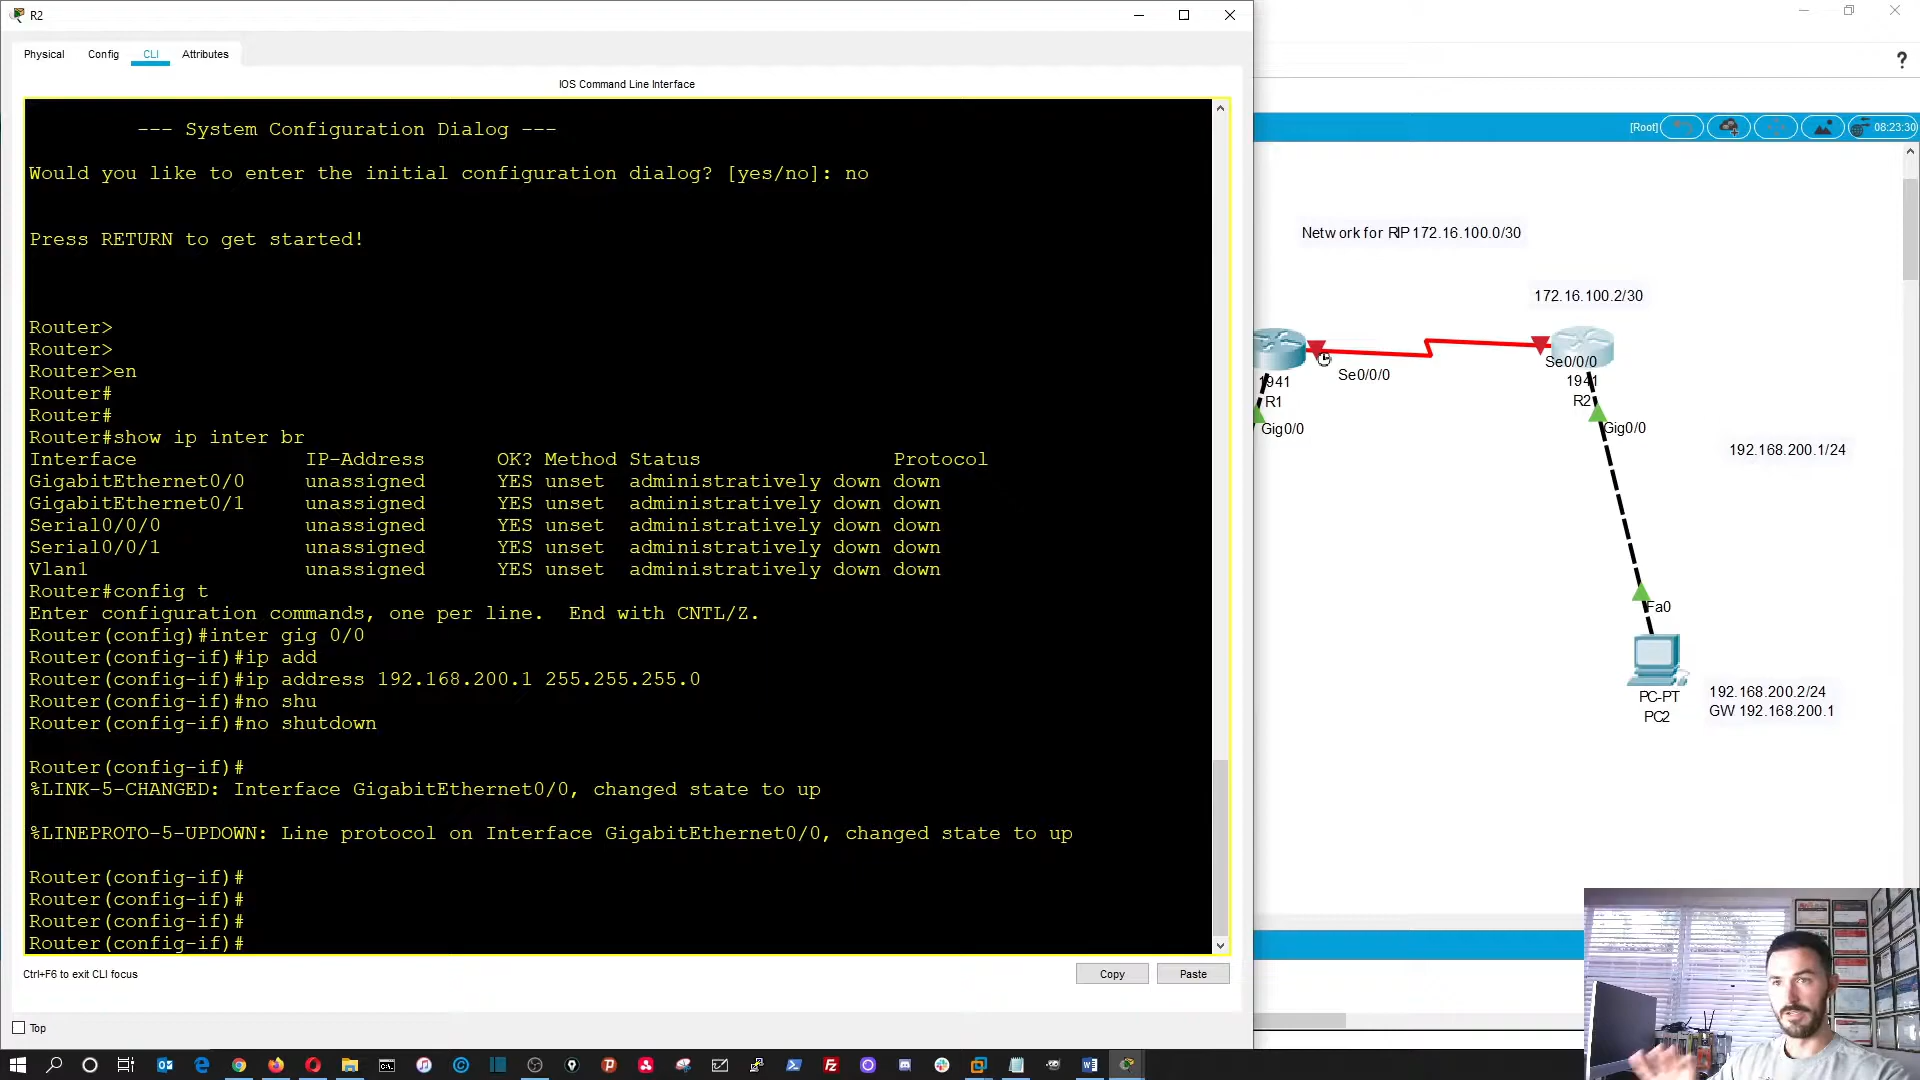 R2
Physical
Config
CLI
Attributes
IOS Command Line Interface
--- System Configuration Dialog ---
Would you like to enter the initial configuration dialog? [yes/no]: no
Press RETURN to get started!
Router>
Router>
Router>en
Router#
Router#
Router#show ip inter br
Interface IP-Address OK? Method Status Protocol
GigabitEthernet0/0 unassigned YES unset administratively down down
GigabitEthernet0/1 unassigned YES unset administratively down down
Serial0/0/0 unassigned YES unset administratively down down
Serial0/0/1 unassigned YES unset administratively down down
Vlan1 unassigned YES unset administratively down down
Router#config t
Enter configuration commands, one per line. End with CNTL/Z.
Router(config)#inter gig 0/0
Router(config-if)#ip add
Router(config-if)#ip address 192.168.200.1 255.255.255.0
Router(config-if)#no shu
Router(config-if)#no shutdown
Router(config-if)#
%LINK-5-CHANGED: Interface GigabitEthernet0/0, changed state to up
%LINEPROTO-5-UPDOWN: Line protocol on Interface GigabitEthernet0/0, changed state to up
Router(config-if)#
Router(config-if)#
Router(config-if)#
Router(config-if)#
Ctrl+F6 to exit CLI focus
Copy
Paste
Top
?
[Root]
08:23:30
Network for RIP 172.16.100.0/30
172.16.100.2/30
Se0/0/0
Se0/0/0
1941
R1
1941
R2
Gig0/0
Gig0/0
192.168.200.1/24
Fa0
PC-PT
PC2
192.168.200.2/24
GW 192.168.200.1